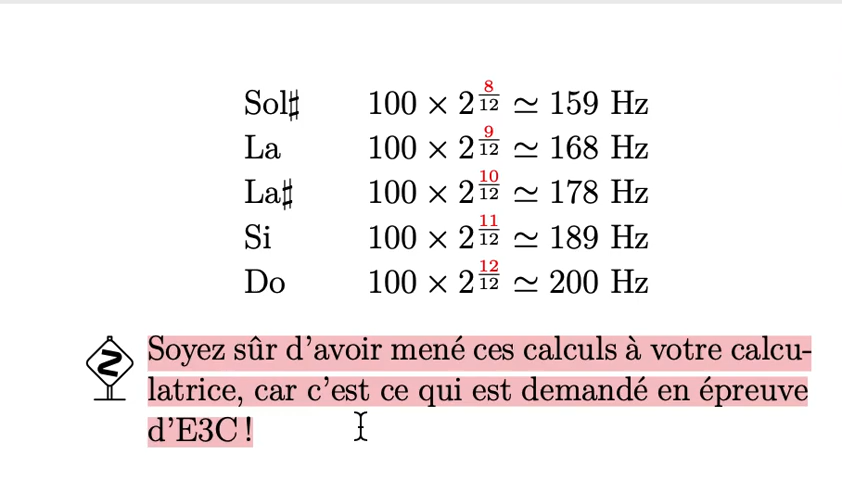 Sol♯ 100 × 2^{8/12} ≃ 159 Hz
La 100 × 2^{9/12} ≃ 168 Hz
La♯ 100 × 2^{10/12} ≃ 178 Hz
Si 100 × 2^{11/12} ≃ 189 Hz
Do 100 × 2^{12/12} ≃ 200 Hz
Soyez sûr d'avoir mené ces calculs à votre calcu-
latrice, car c'est ce qui est demandé en épreuve
d'E3C !